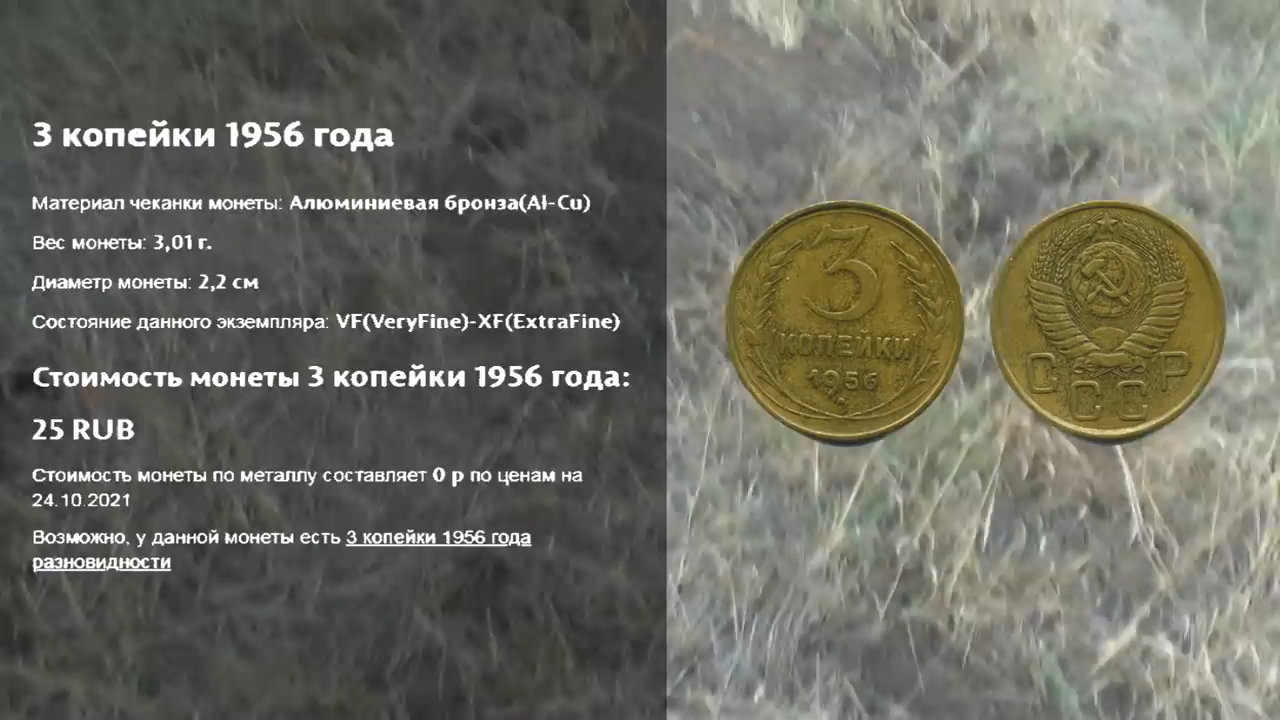 3 копейки 1956 года
Материал чеканки монеты: Алюминиевая бронза(Al-Cu)
Вес монеты: 3,01 г.
Диаметр монеты: 2,2 см
Состояние данного экземпляра: VF(VeryFine)-XF(ExtraFine)
Стоимость монеты 3 копейки 1956 года:
25 RUB
Стоимость монеты по металлу составляет 0 р по ценам на
24.10.2021
Возможно, у данной монеты есть 3 копейки 1956 года
разновидности
3
КОПЕЙКИ
1956
СССР